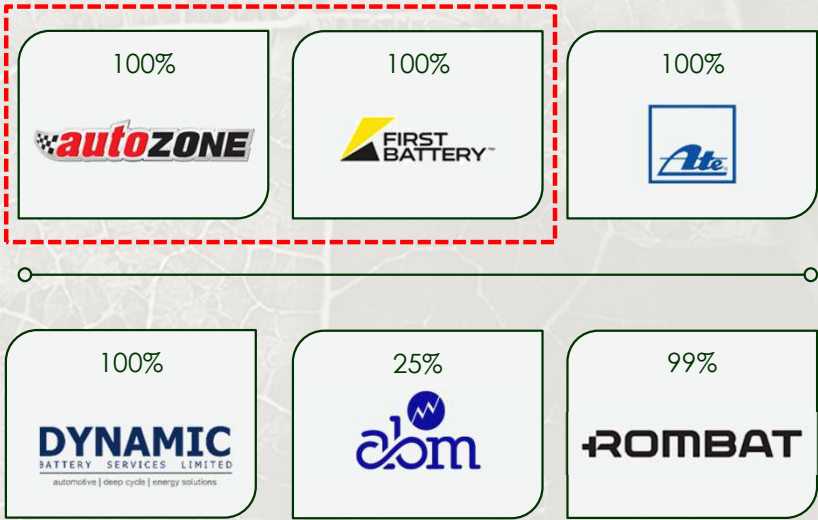 100%
100%
100%
autozone
FIRST
BATTERY™
Ate
100%
25%
99%
DYNAMIC
BATTERY SERVICES LIMITED
automotive | deep cycle | energy solutions
abm
ROMBAT